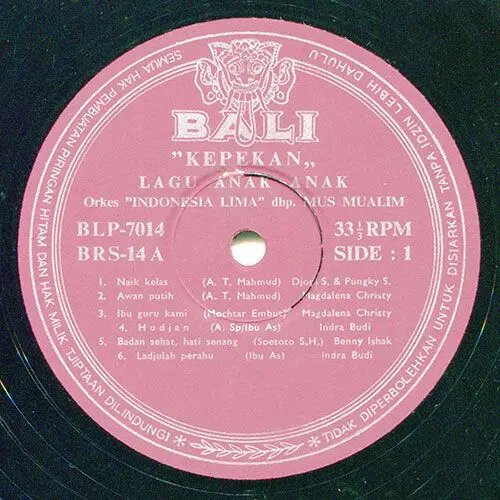 SEMUA HAK PEMBUATAN PIRINGAN HITAM DAN HAK MILIK TJIPTAAN DILINDUNGI * TIDAK DIPERBOLEHKAN UNTUK DISIARKAN TANPA IDZIN LEBIH DAHULU
BALI
"KEPEKAN„
LAGU ANAK ANAK
Orkes "INDONESIA LIMA" dbp. MUS MUALIM
BLP-7014 33⅓ RPM
BRS-14 A SIDE : 1
1. Naik kelas (A. T. Mahmud) Djoni S. & Pungky S.
2. Awan putih (A. T. Mahmud) Magdalena Christy
3. Ibu guru kami (Mochtar Embut) Magdalena Christy
4. Hudjan (A. Sp/Ibu As) Indra Budi
5. Badan sehat, hati senang (Soetoto S.H.) Benny Ishak
6. Ladjulah perahu (Ibu As) Indra Budi